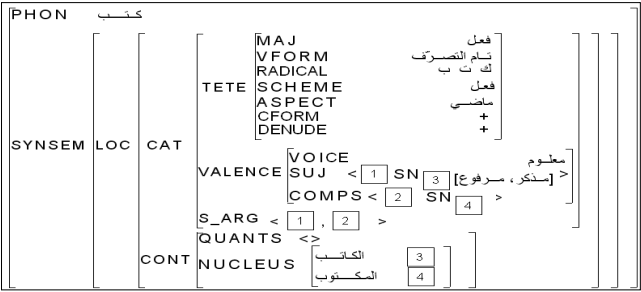 PHON كتب
MAJ فعل
VFORM تام التصرّف
RADICAL ك ت ب
TETE SCHEME فعل
ASPECT ماضي
CFORM +
DENUDE +
SYNSEM LOC CAT
VOICE معلوم
VALENCE SUJ < 1 SN 3 [مذكر، مرفوع] >
COMPS < 2 SN 4 >
S_ARG < 1 , 2 >
QUANTS <>
CONT NUCLEUS الكاتب 3
المكتوب 4